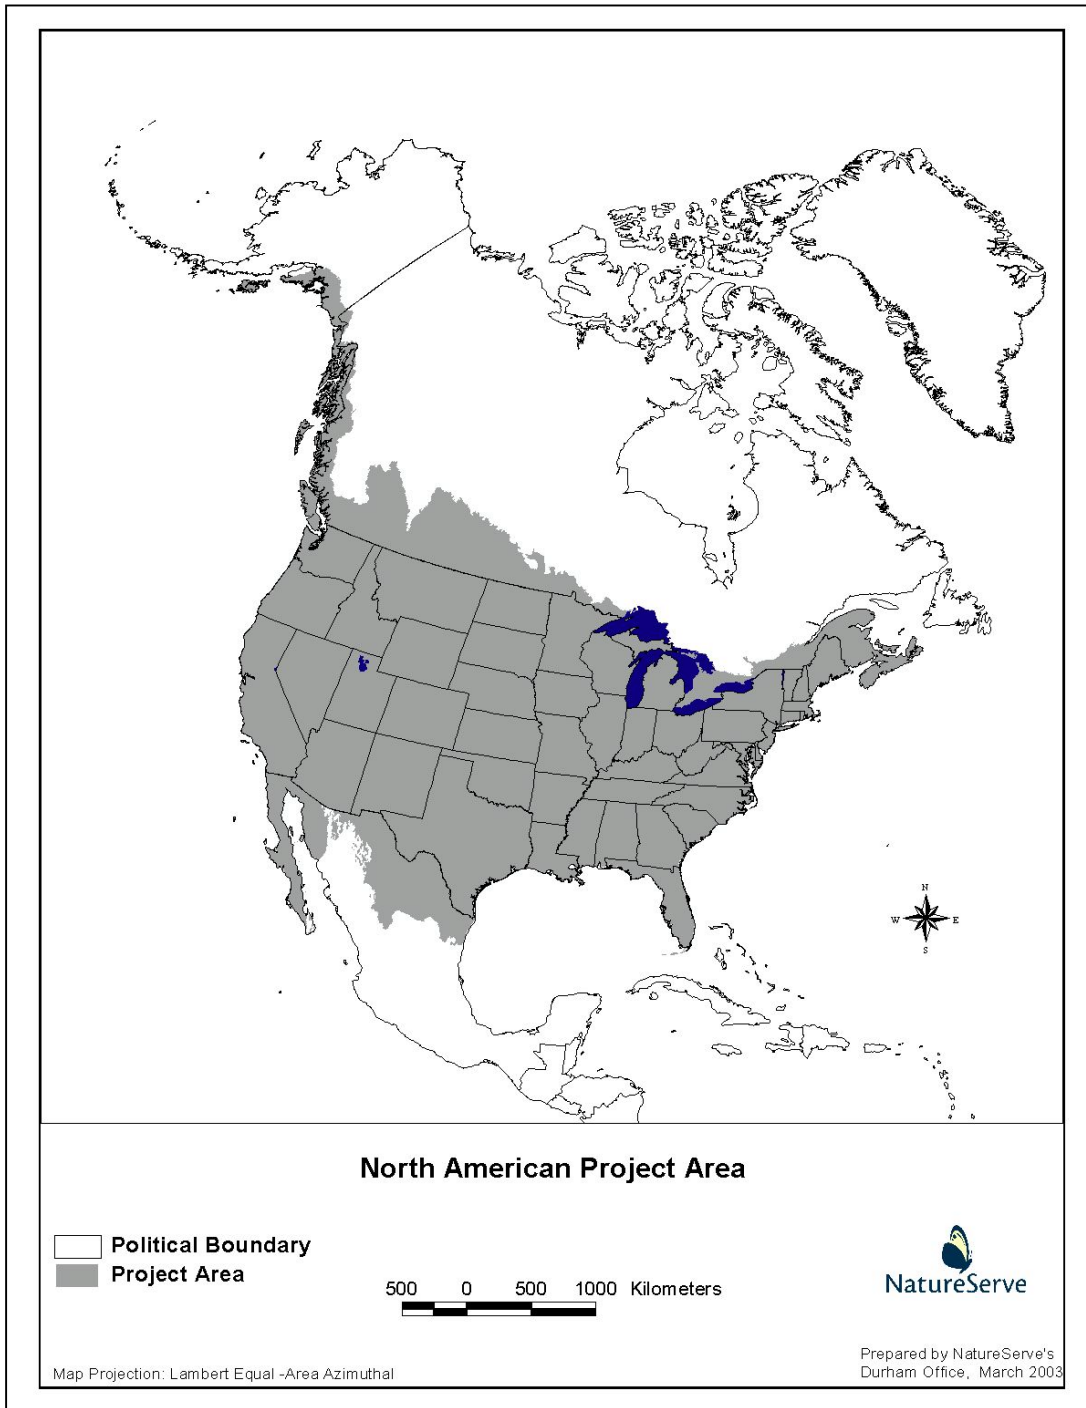 N
W E
S
North American Project Area
Political Boundary
Project Area
500 0 500 1000 Kilometers
NatureServe
Map Projection: Lambert Equal -Area Azimuthal
Prepared by NatureServe's
Durham Office, March 2003